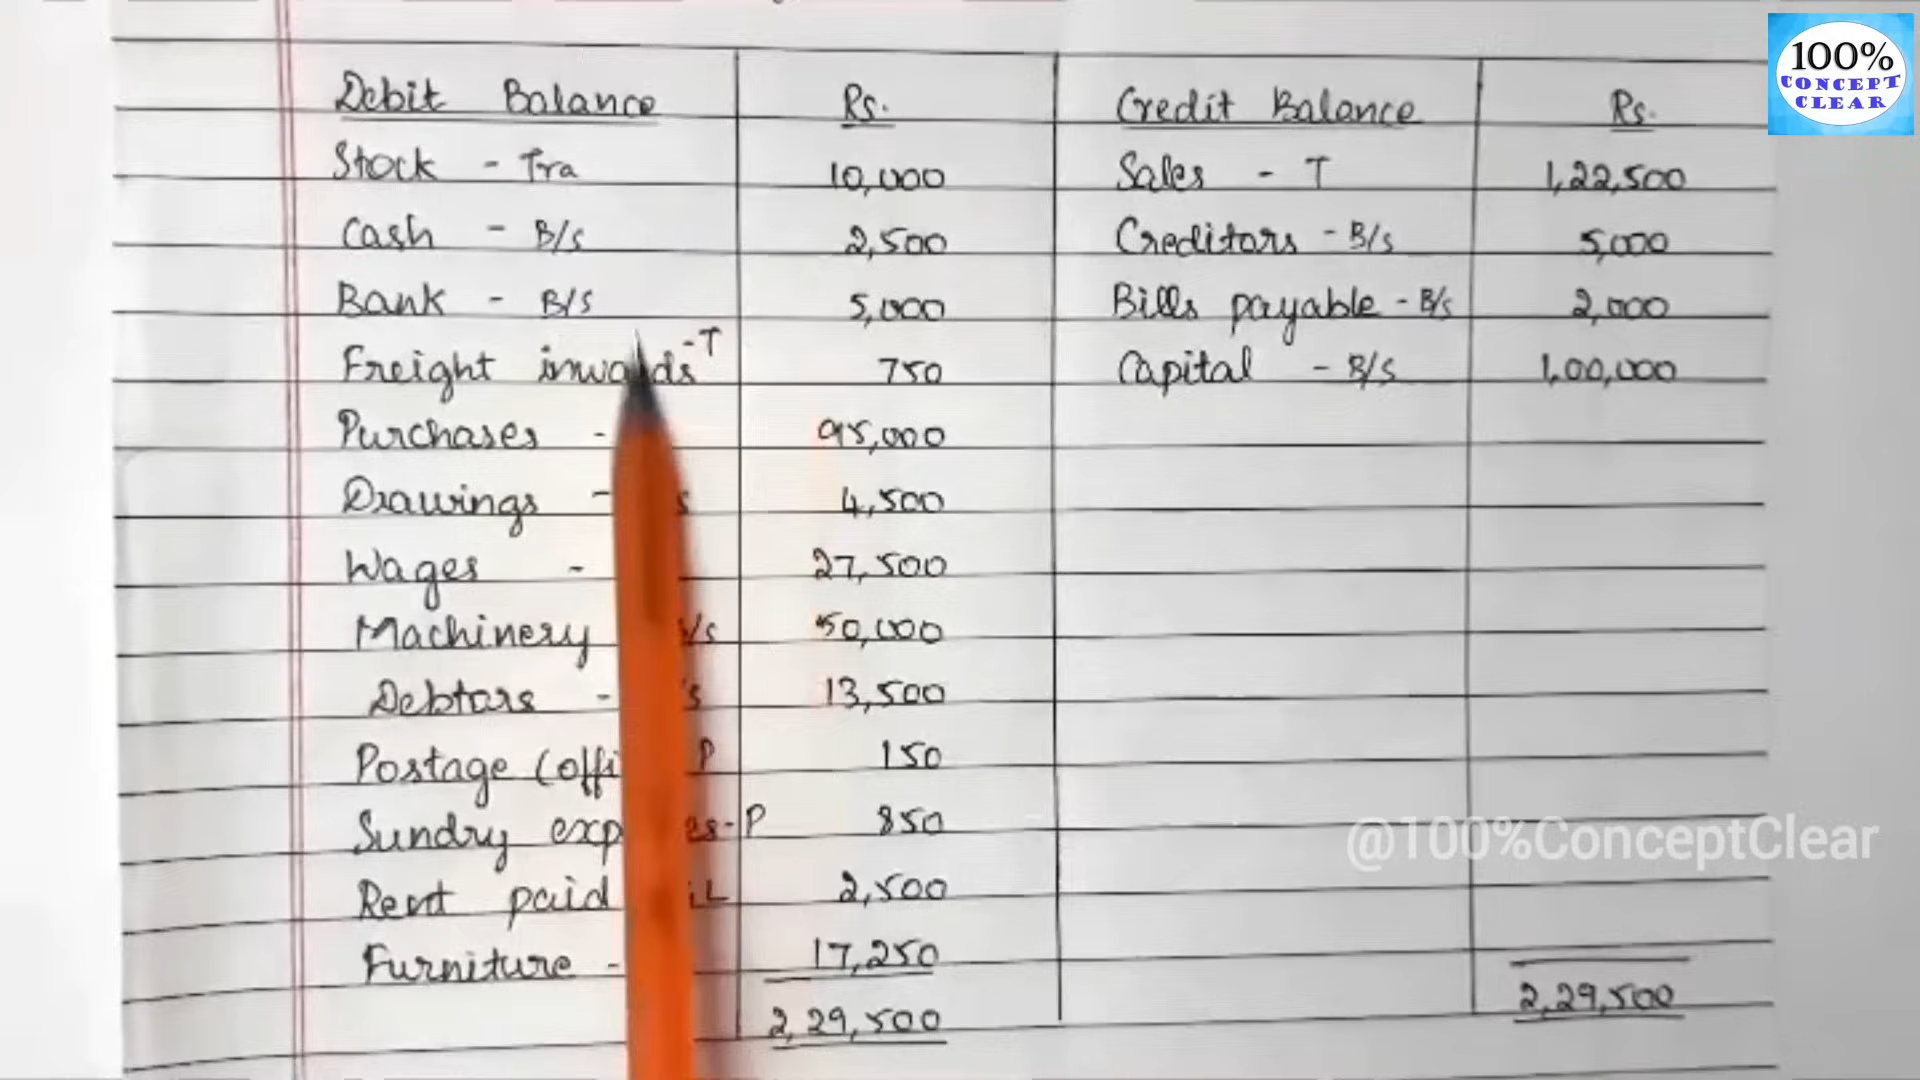 100%
CONCEPT
CLEAR
Debit Balance Rs. Credit Balance Rs.
Stock - Tra 10,000 Sales - T 1,22,500
Cash - B/s 2,500 Creditors - B/s 5,000
Bank - B/s 5,000 Bills payable - B/s 2,000
Freight inwards - T 750 Capital - B/s 1,00,000
Purchases - 95,000
Drawings - 4,500
Wages - 27,500
Machinery 50,000
Debtors - 13,500
Postage P 150
Sundry - P 850
Rent paid 2,500
Furniture - 17,250
2,29,500 2,29,500
@100%ConceptClear